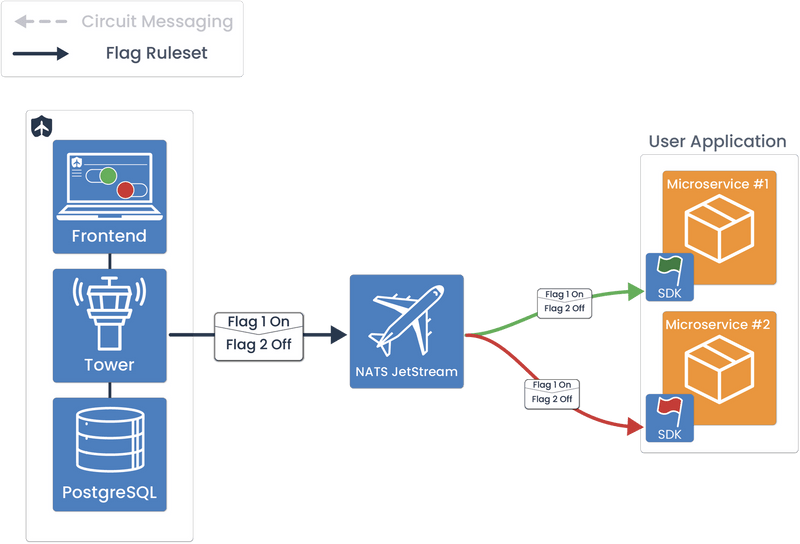 Circuit Messaging
Flag Ruleset
Frontend
Tower
PostgreSQL
Flag 1 On
Flag 2 Off
NATS JetStream
Flag 1 On
Flag 2 Off
Flag 1 On
Flag 2 Off
User Application
Microservice #1
SDK
Microservice #2
SDK